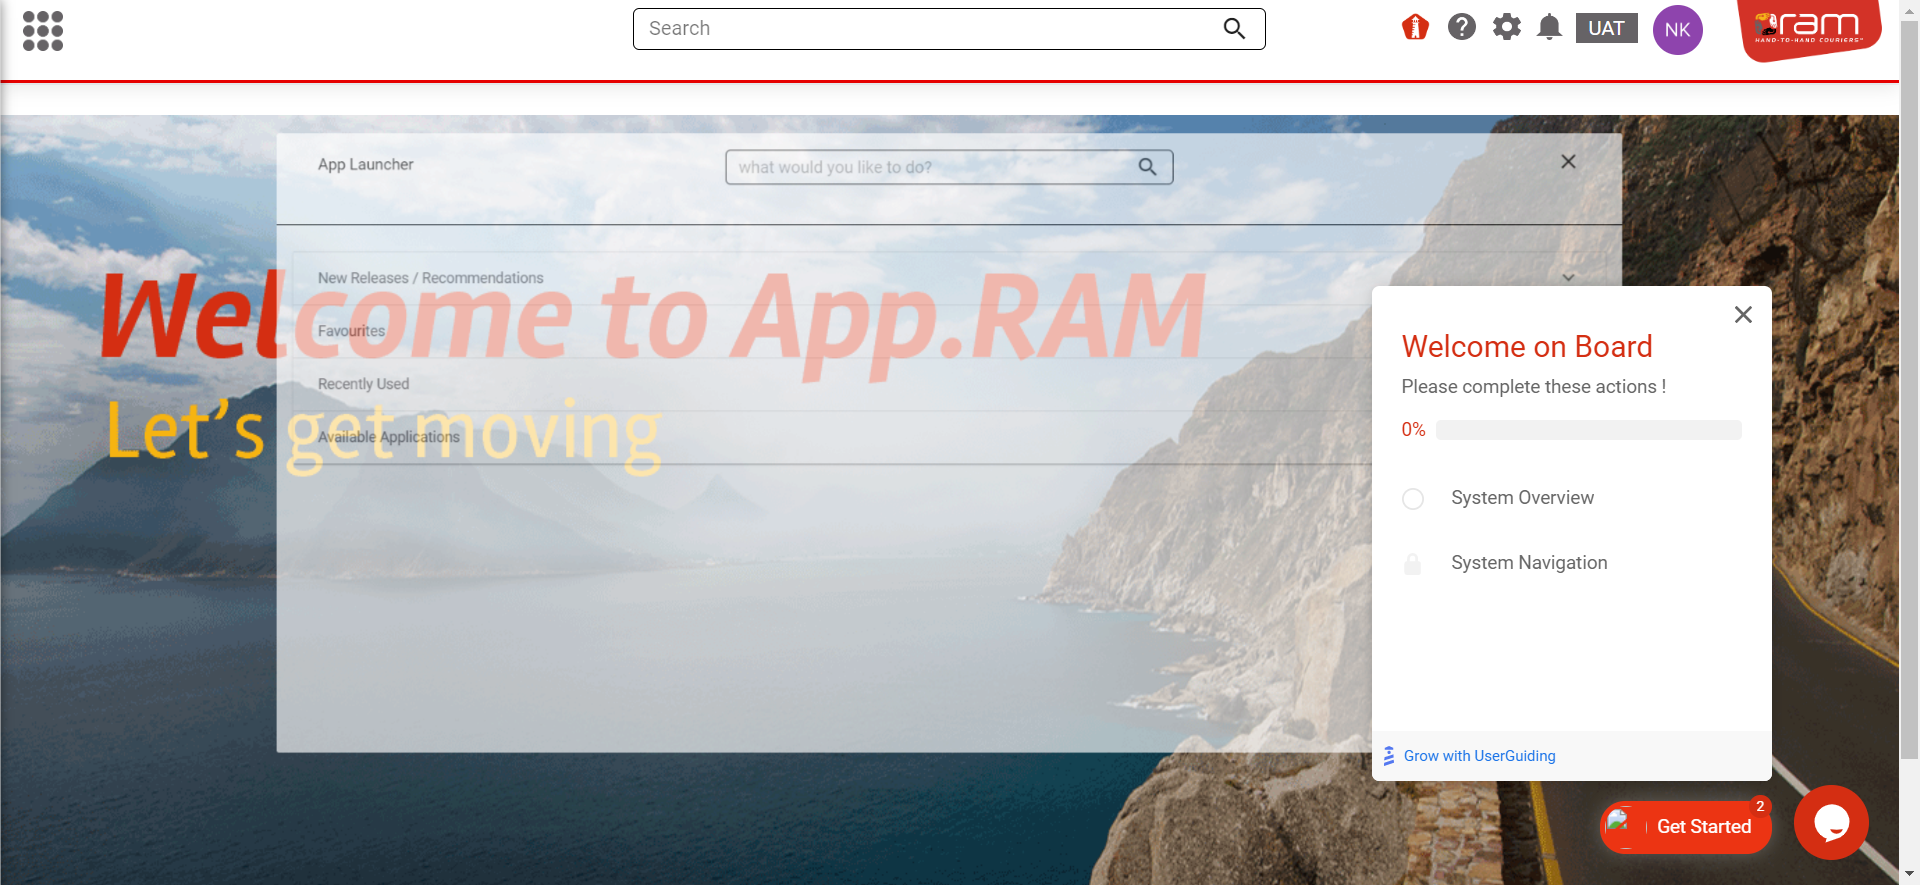 Search
UAT
NK
ram
HAND-TO-HAND COURIERS
App Launcher
what would you like to do?
New Releases / Recommendations
Welcome to App.RAM
Favourites
Recently Used
Let's get moving
Available Applications
Welcome on Board
Please complete these actions !
0%
System Overview
System Navigation
Grow with UserGuiding
2
Get Started